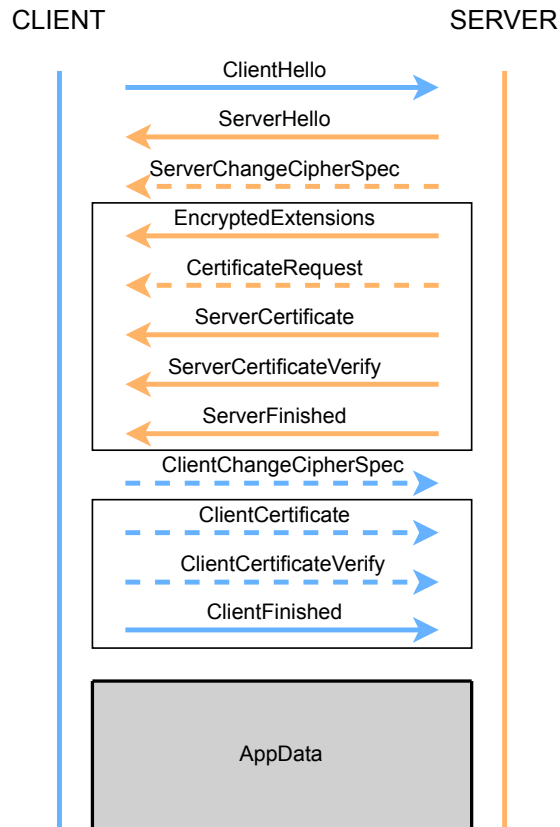 CLIENT
SERVER
ClientHello
ServerHello
ServerChangeCipherSpec
EncryptedExtensions
CertificateRequest
ServerCertificate
ServerCertificateVerify
ServerFinished
ClientChangeCipherSpec
ClientCertificate
ClientCertificateVerify
ClientFinished
AppData